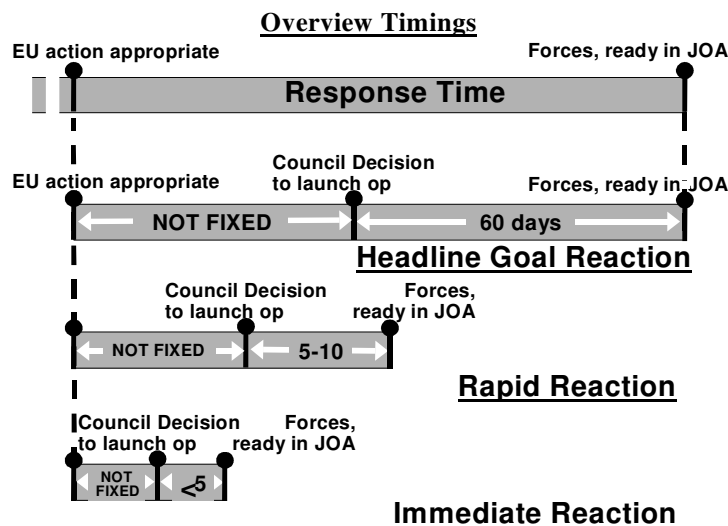 Overview Timings
EU action appropriate
Forces, ready in JOA
Response Time
EU action appropriate
Council Decision
to launch op
Forces, ready in JOA
NOT FIXED
60 days
Headline Goal Reaction
Council Decision
to launch op
Forces,
ready in JOA
NOT FIXED
5-10
Rapid Reaction
Council Decision
to launch op
Forces,
ready in JOA
NOT
FIXED
<5
Immediate Reaction